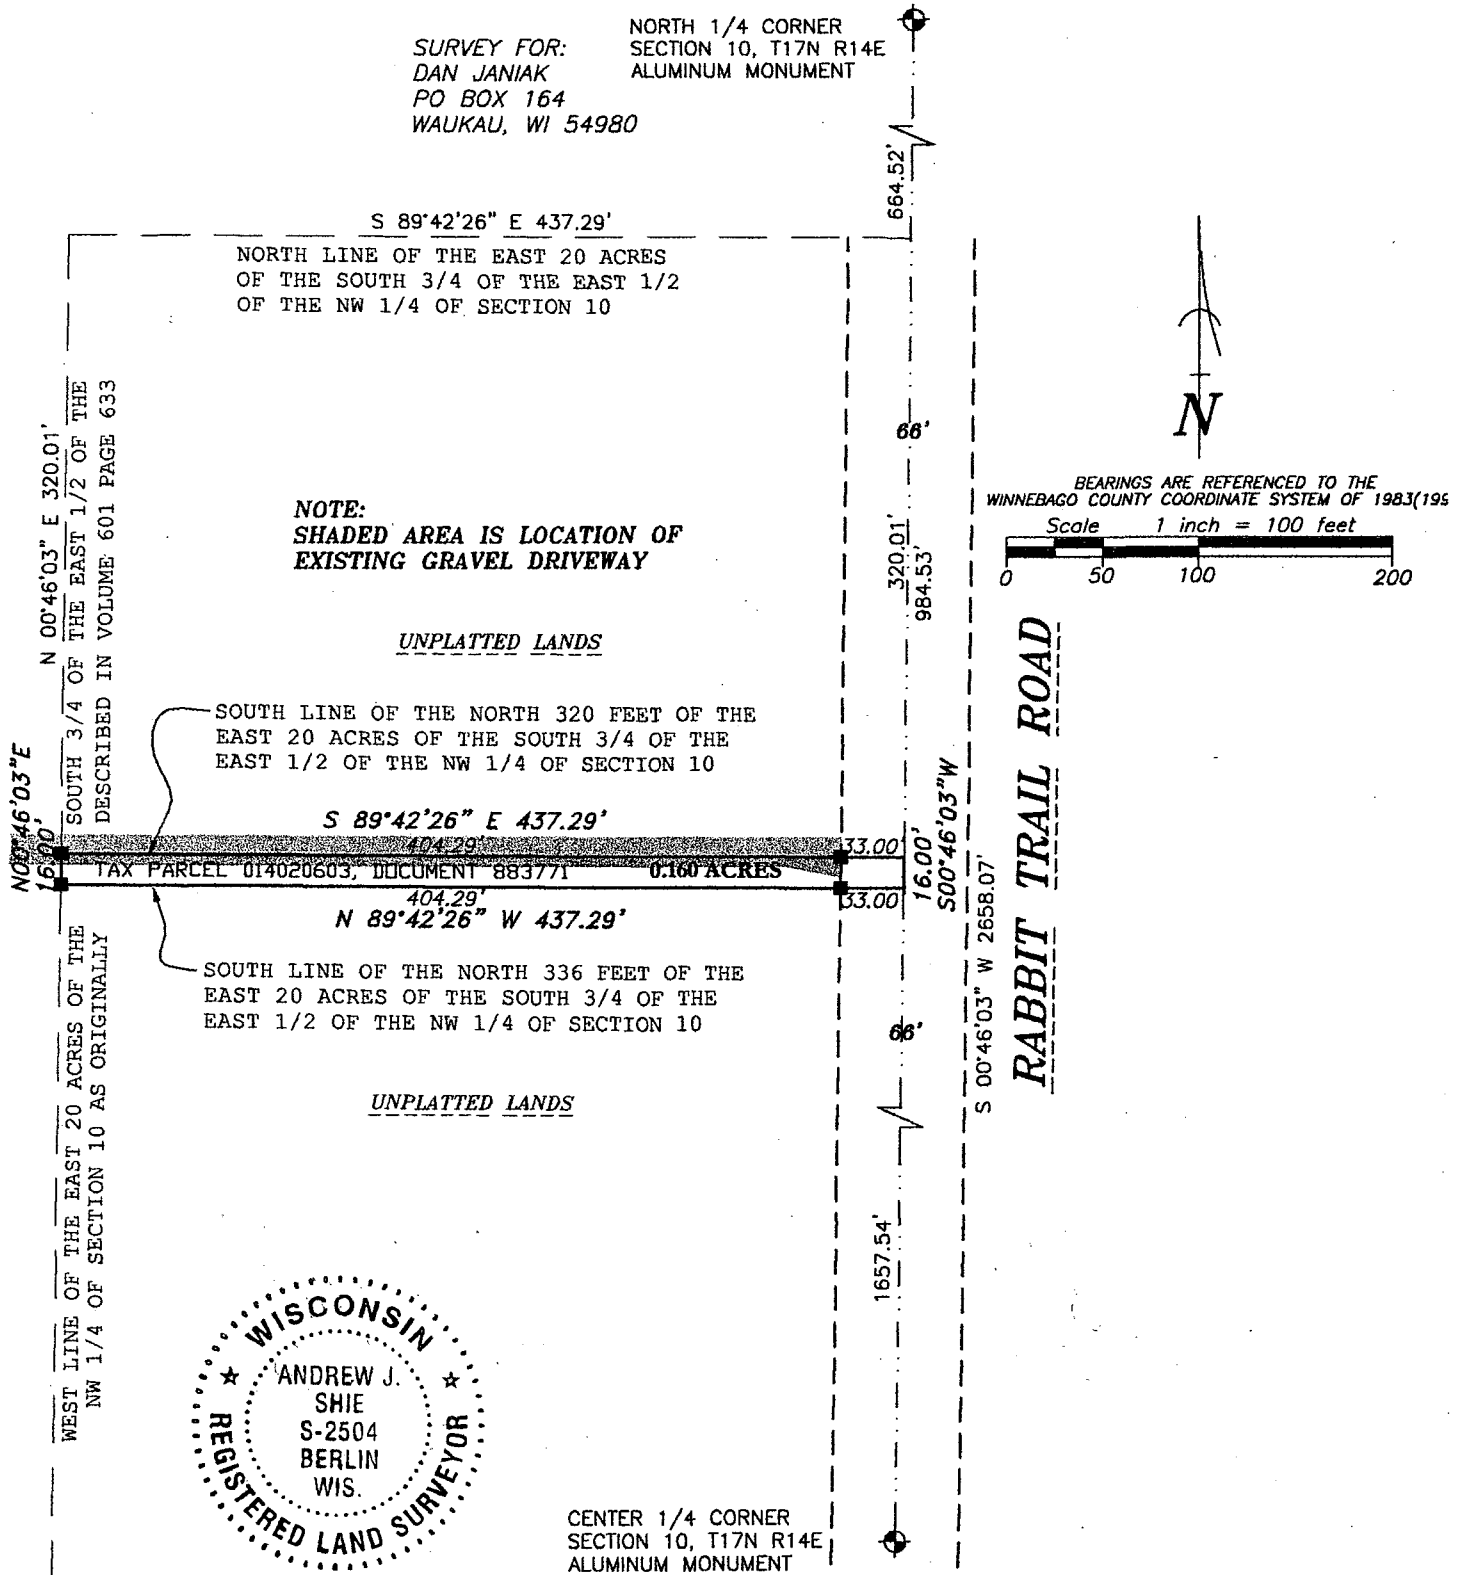 NORTH 1/4 CORNER
SECTION 10, T17N R14E
ALUMINUM MONUMENT
SURVEY FOR:
DAN JANIAK
PO BOX 164
WAUKAU, WI 54980
664.52'
S 89°42'26" E 437.29'
NORTH LINE OF THE EAST 20 ACRES
OF THE SOUTH 3/4 OF THE EAST 1/2
OF THE NW 1/4 OF SECTION 10
N
BEARINGS ARE REFERENCED TO THE
WINNEBAGO COUNTY COORDINATE SYSTEM OF 1983(199
Scale 1 inch = 100 feet
0 50 100 200
66'
320.01'
984.53'
N 00°46'03" E 320.01'
NOTE:
SHADED AREA IS LOCATION OF
EXISTING GRAVEL DRIVEWAY
UNPLATTED LANDS
SOUTH LINE OF THE NORTH 320 FEET OF THE
EAST 20 ACRES OF THE SOUTH 3/4 OF THE
EAST 1/2 OF THE NW 1/4 OF SECTION 10
N00°46'03"E
16.00'
S 89°42'26" E 437.29'
404.29'
33.00'
TAX PARCEL 014020603, DOCUMENT 883771
0.160 ACRES
404.29'
33.00'
N 89°42'26" W 437.29'
16.00'
S00°46'03"W
S 00°46'03" W 2658.07'
RABBIT TRAIL ROAD
SOUTH LINE OF THE NORTH 336 FEET OF THE
EAST 20 ACRES OF THE SOUTH 3/4 OF THE
EAST 1/2 OF THE NW 1/4 OF SECTION 10
66'
UNPLATTED LANDS
WEST LINE OF THE EAST 20 ACRES OF THE SOUTH 3/4 OF THE EAST 1/2 OF THE
NW 1/4 OF SECTION 10 AS ORIGINALLY DESCRIBED IN VOLUME 601 PAGE 633
1657.54'
WISCONSIN
ANDREW J.
SHIE
S-2504
BERLIN
WIS.
REGISTERED LAND SURVEYOR
CENTER 1/4 CORNER
SECTION 10, T17N R14E
ALUMINUM MONUMENT